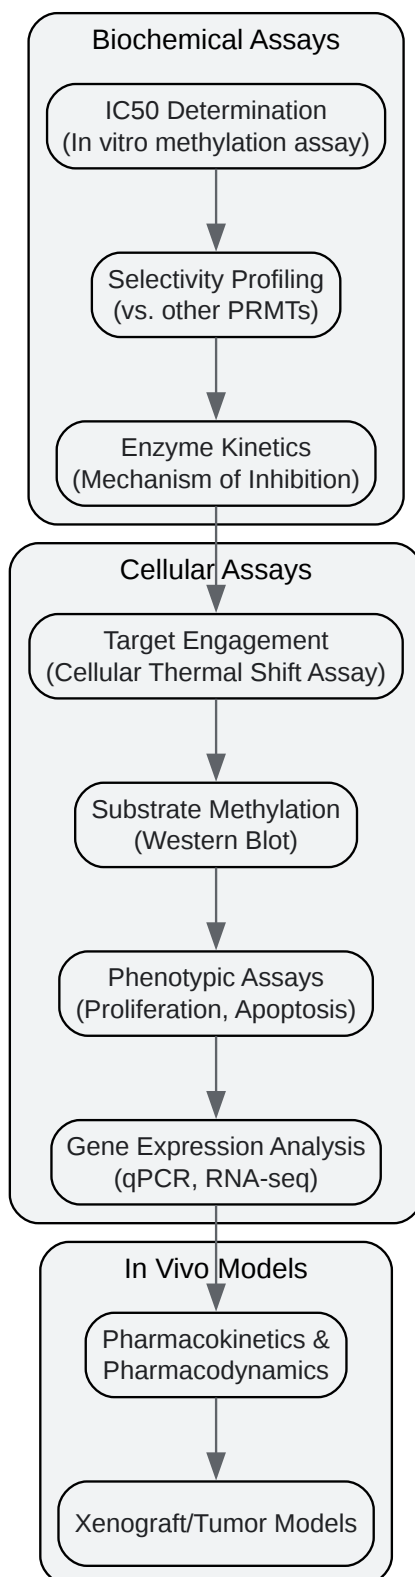 Biochemical Assays
IC50 Determination
(In vitro methylation assay)
Selectivity Profiling
(vs. other PRMTs)
Enzyme Kinetics
(Mechanism of Inhibition)
Cellular Assays
Target Engagement
(Cellular Thermal Shift Assay)
Substrate Methylation
(Western Blot)
Phenotypic Assays
(Proliferation, Apoptosis)
Gene Expression Analysis
(qPCR, RNA-seq)
In Vivo Models
Pharmacokinetics &
Pharmacodynamics
Xenograft/Tumor Models